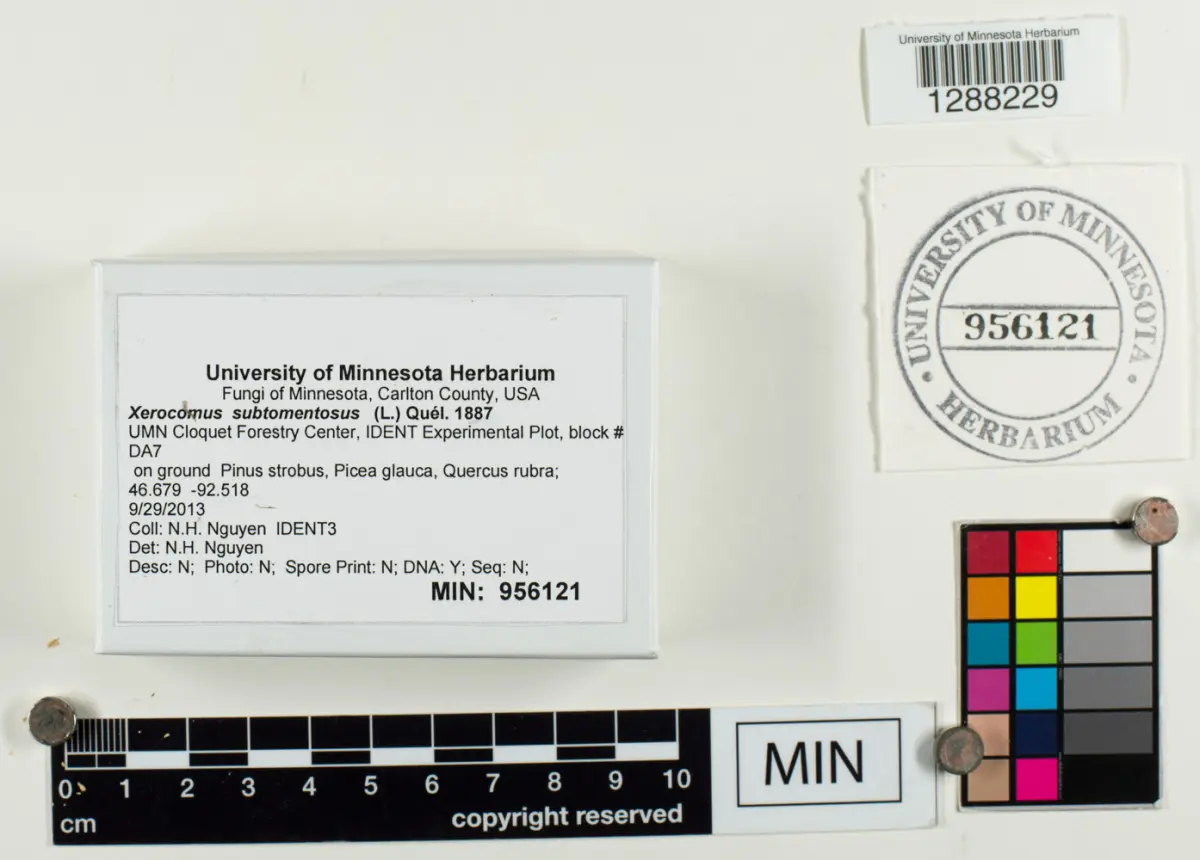 University of Minnesota Herbarium
1288229
UNIVERSITY OF MINNESOTA
956121
HERBARIUM
University of Minnesota Herbarium
Fungi of Minnesota, Carlton County, USA
Xerocomus subtomentosus (L.) Quél. 1887
UMN Cloquet Forestry Center, IDENT Experimental Plot, block #
DA7
on ground Pinus strobus, Picea glauca, Quercus rubra;
46.679 -92.518
9/29/2013
Coll: N.H. Nguyen IDENT3
Det: N.H. Nguyen
Desc: N; Photo: N; Spore Print: N; DNA: Y; Seq: N;
MIN: 956121
0 1 2 3 4 5 6 7 8 9 10
cm
copyright reserved
MIN